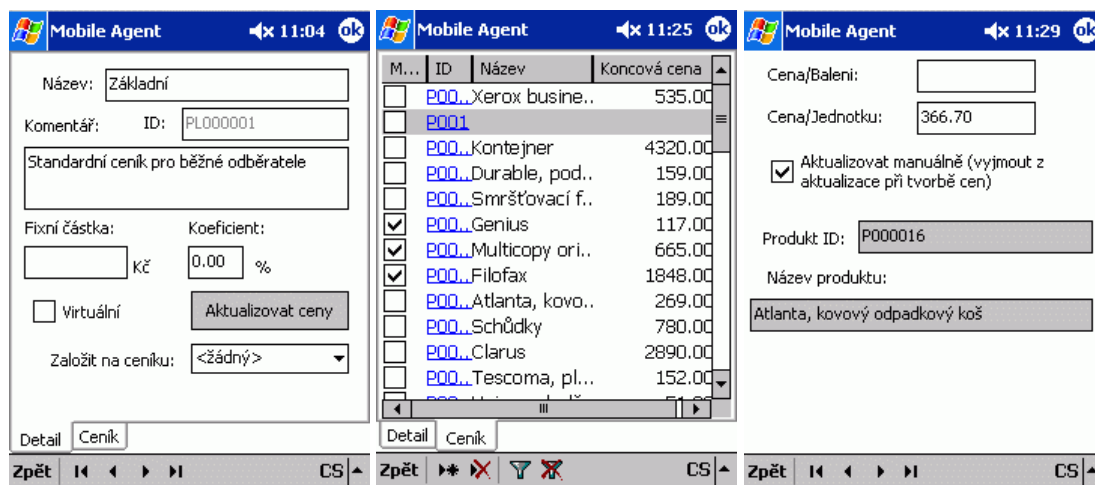 Mobile Agent 11:04 ok
Název: Základní
Komentář: ID: PL000001
Standardní ceník pro běžné odběratele
Fixní částka: Koeficient:
Kč 0.00 %
Virtuální Aktualizovat ceny
Založit na ceníku: <žádný>
Detail Ceník
Zpět CS
Mobile Agent 11:25 ok
M... ID Název Koncová cena
P00... Xerox busine... 535.00
P001
P00... Kontejner 4320.00
P00... Durable, pod... 159.00
P00... Smršťovací f... 189.00
P00... Genius 117.00
P00... Multicopy ori... 665.00
P00... Filofax 1848.00
P00... Atlanta, kovo... 269.00
P00... Schůdky 780.00
P00... Clarus 2890.00
P00... Tescoma, pl... 152.00
Detail Ceník
Zpět CS
Mobile Agent 11:29 ok
Cena/Baleni:
Cena/Jednotku: 366.70
Aktualizovat manuálně (vyjmout z
aktualizace při tvorbě cen)
Produkt ID: P000016
Název produktu:
Atlanta, kovový odpadkový koš
Zpět CS